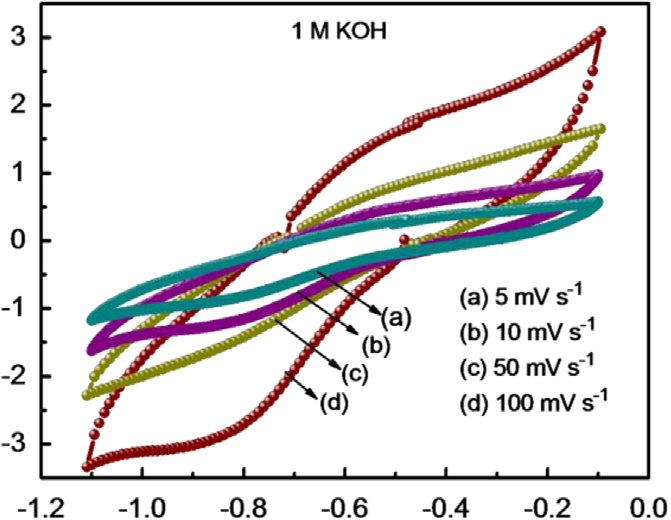 1 M KOH
3
2
1
0
-1
-2
-3
(a) 5 mV s⁻¹
(b) 10 mV s⁻¹
(c) 50 mV s⁻¹
(d) 100 mV s⁻¹
(a)
(b)
(c)
(d)
-1.2 -1.0 -0.8 -0.6 -0.4 -0.2 0.0